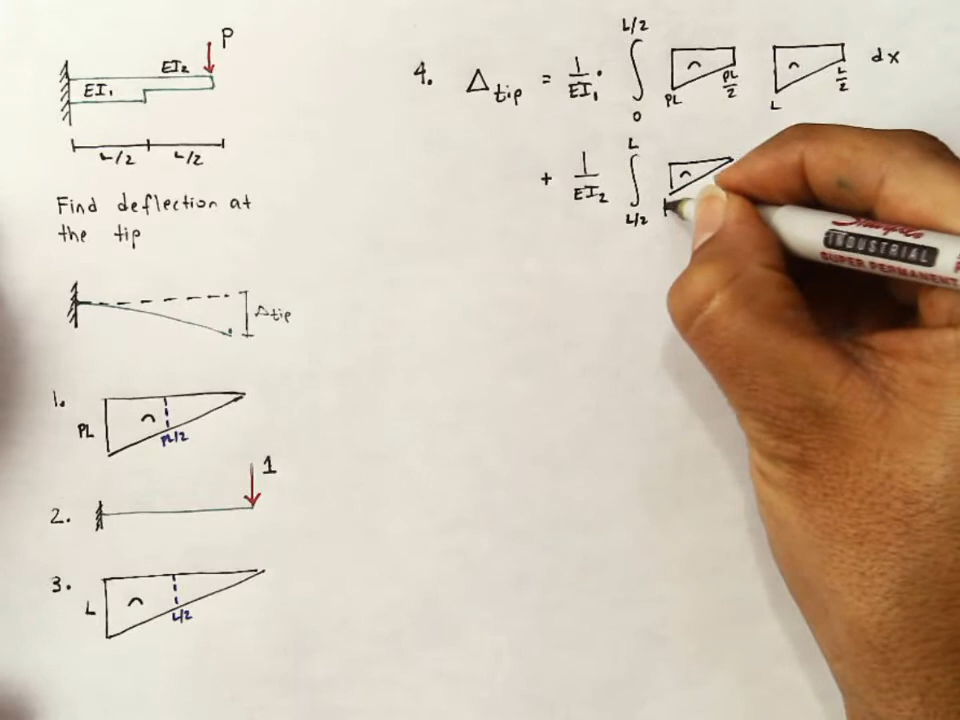 P
EI₂
EI₁
L/2 L/2
Find deflection at
the tip
Δtip
1.
PL
PL/2
1
2.
3.
L
L/2
4. Δtip = 1/EI₁ · ∫ L/2 0 PL PL/2 L L/2 dx
+ 1/EI₂ ∫ L L/2
INDUSTRIAL
SUPER PERMANENT